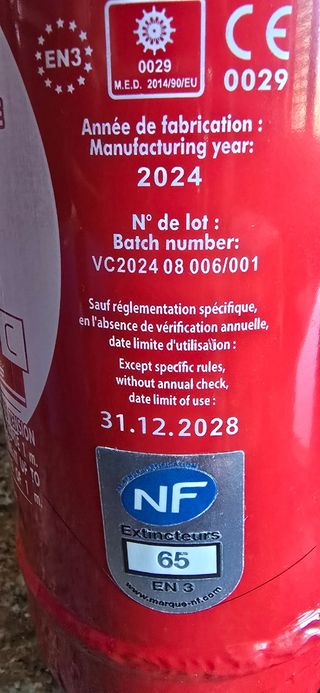 EN3
0029
M.E.D. 2014/90/EU
CE
0029
Année de fabrication :
Manufacturing year:
2024
N° de lot :
Batch number:
VC2024 08 006/001
Sauf réglementation spécifique,
en l'absence de vérification annuelle,
date limite d'utilisation :
Except specific rules,
without annual check,
date limit of use :
31.12.2028
C
NF
Extincteurs
65
EN 3
www.marque-nf.com